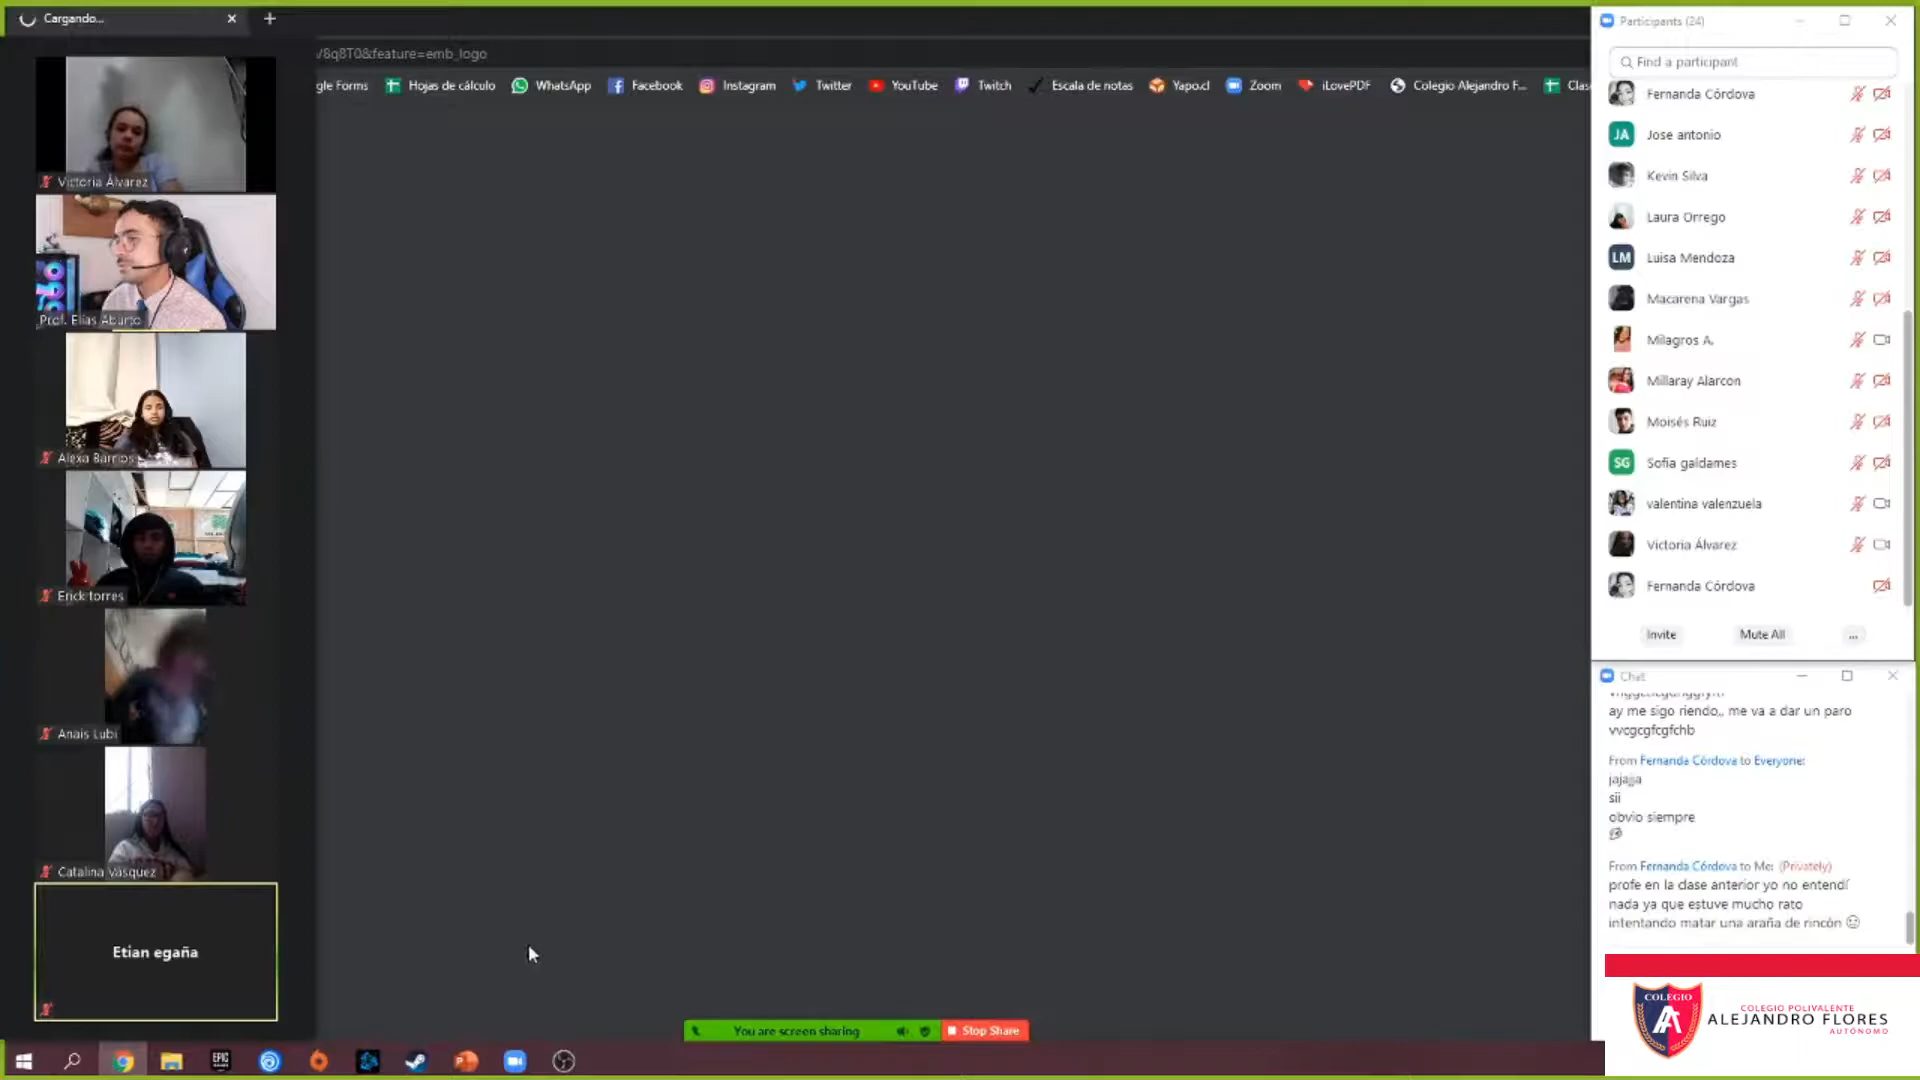 Cargando...
/8q8T0&feature=emb_logo
gle Forms
Hojas de cálculo
WhatsApp
Facebook
Instagram
Twitter
YouTube
Twitch
Escala de notas
Yapo.cl
Zoom
iLovePDF
Colegio Alejandro F...
Clas
Victoria Álvarez
Prof. Elías Aburto
Alexa Barrios
Erick torres
Anais Lubi
Catalina Vasquez
Etian egaña
You are screen sharing
Stop Share
EPIC
Participants (24)
Find a participant
Fernanda Córdova
JA
Jose antonio
Kevin Silva
Laura Orrego
LM
Luisa Mendoza
Macarena Vargas
Milagros A.
Millaray Alarcon
Moisés Ruiz
SG
Sofía galdames
valentina valenzuela
Victoria Álvarez
Fernanda Córdova
Invite
Mute All
...
Chat
ay me sigo riendo,, me va a dar un paro
vvcgcgfcgfchb
From Fernanda Córdova to Everyone:
jajajja
sii
obvio siempre
From Fernanda Córdova to Me: (Privately)
profe en la clase anterior yo no entendí
nada ya que estuve mucho rato
intentando matar una araña de rincón
COLEGIO
COLEGIO POLIVALENTE
ALEJANDRO FLORES
AUTÓNOMO